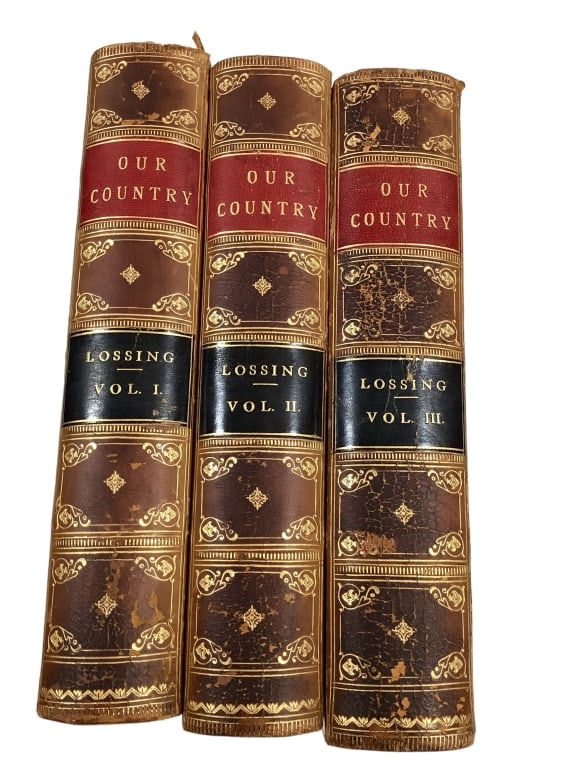 OUR
COUNTRY
LOSSING
VOL. I.
OUR
COUNTRY
LOSSING
VOL. II.
OUR
COUNTRY
LOSSING
VOL. III.